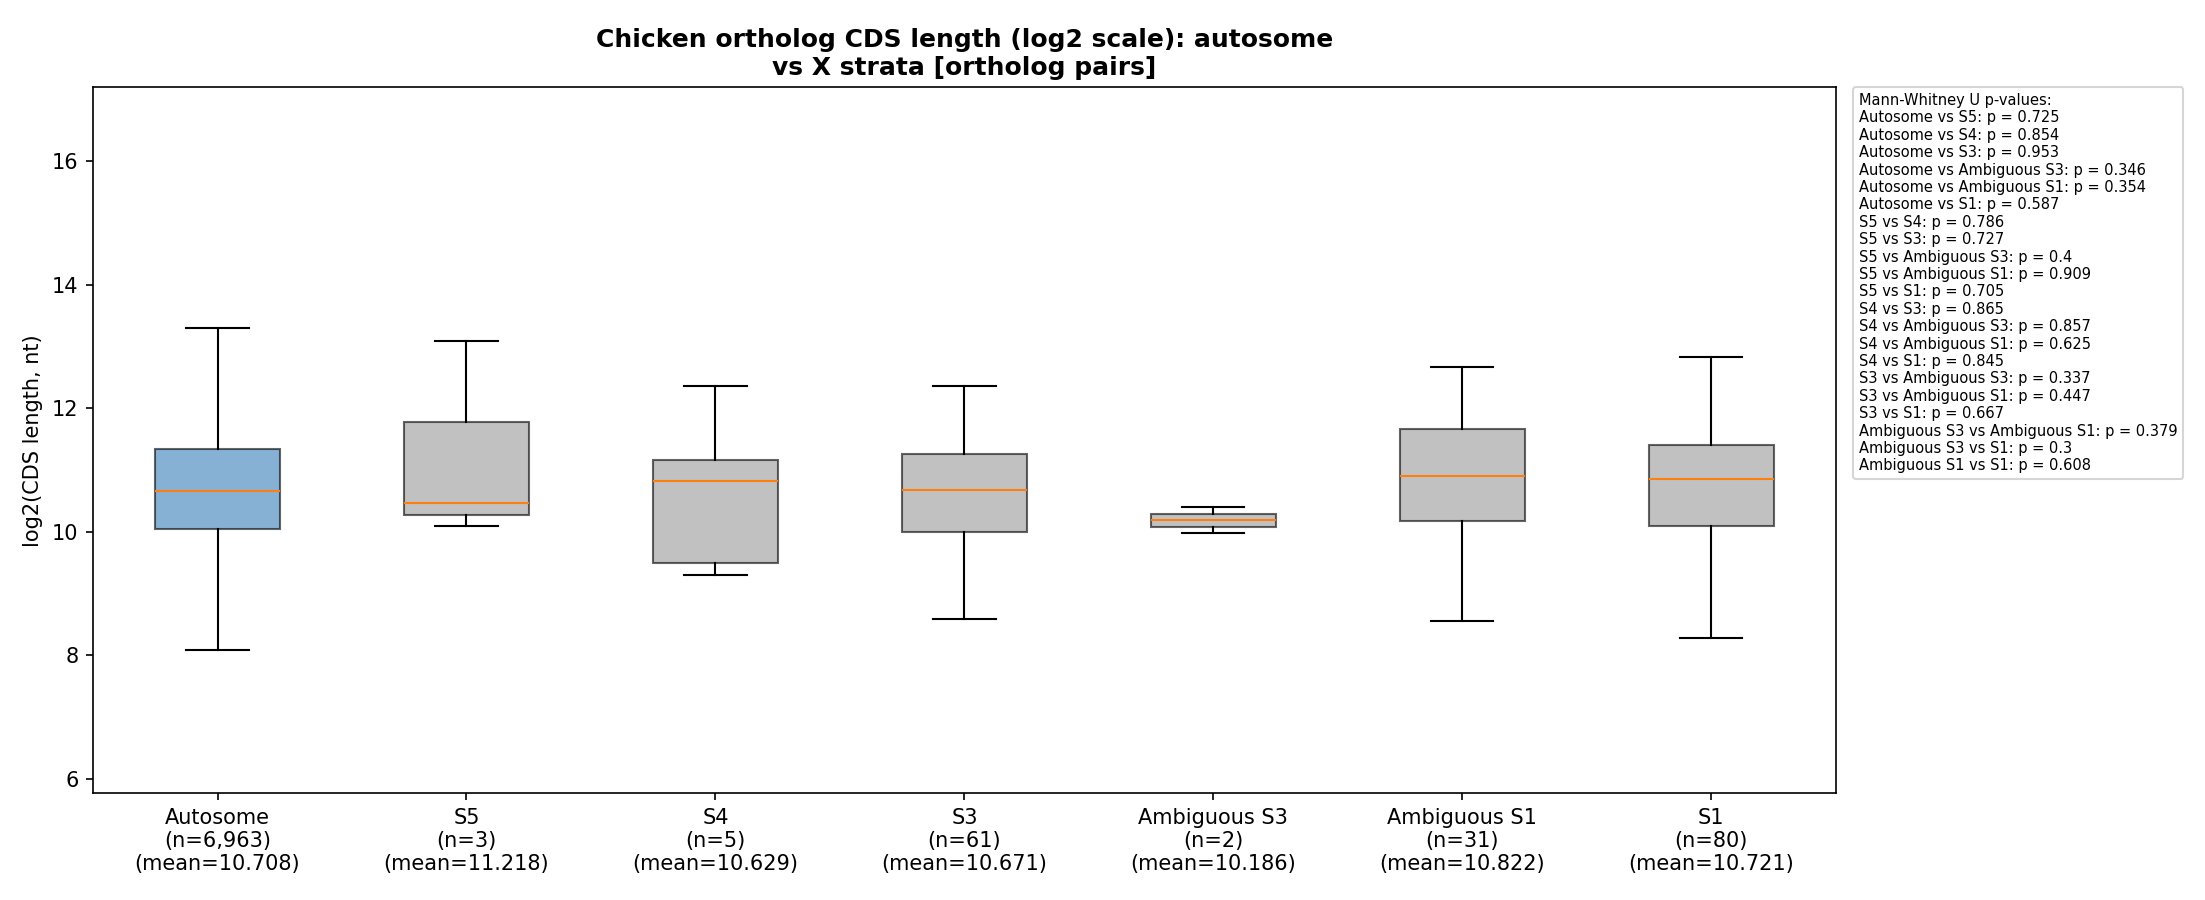 Chicken ortholog CDS length (log2 scale): autosome
vs X strata [ortholog pairs]
log2(CDS length, nt)
16
14
12
10
8
6
Autosome
(n=6,963)
(mean=10.708)
S5
(n=3)
(mean=11.218)
S4
(n=5)
(mean=10.629)
S3
(n=61)
(mean=10.671)
Ambiguous S3
(n=2)
(mean=10.186)
Ambiguous S1
(n=31)
(mean=10.822)
S1
(n=80)
(mean=10.721)
Mann-Whitney U p-values:
Autosome vs S5: p = 0.725
Autosome vs S4: p = 0.854
Autosome vs S3: p = 0.953
Autosome vs Ambiguous S3: p = 0.346
Autosome vs Ambiguous S1: p = 0.354
Autosome vs S1: p = 0.587
S5 vs S4: p = 0.786
S5 vs S3: p = 0.727
S5 vs Ambiguous S3: p = 0.4
S5 vs Ambiguous S1: p = 0.909
S5 vs S1: p = 0.705
S4 vs S3: p = 0.865
S4 vs Ambiguous S3: p = 0.857
S4 vs Ambiguous S1: p = 0.625
S4 vs S1: p = 0.845
S3 vs Ambiguous S3: p = 0.337
S3 vs Ambiguous S1: p = 0.447
S3 vs S1: p = 0.667
Ambiguous S3 vs Ambiguous S1: p = 0.379
Ambiguous S3 vs S1: p = 0.3
Ambiguous S1 vs S1: p = 0.608